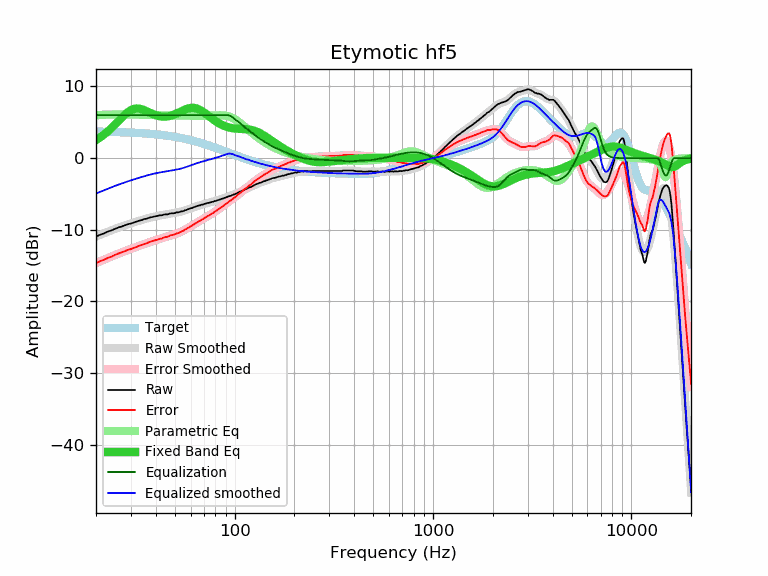 Etymotic hf5
Amplitude (dBr)
10
0
−10
−20
−30
−40
Target
Raw Smoothed
Error Smoothed
Raw
Error
Parametric Eq
Fixed Band Eq
Equalization
Equalized smoothed
100
1000
10000
Frequency (Hz)